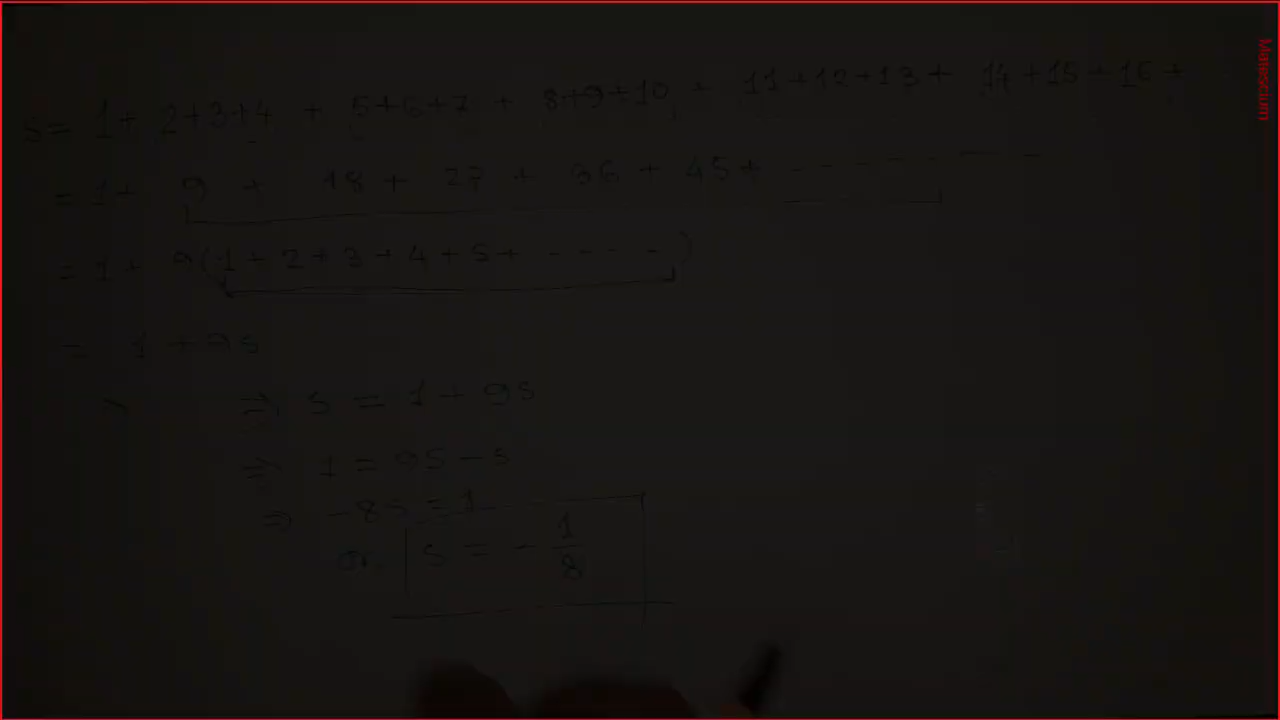 S = 1 + 2+3+4 + 5+6+7 + 8+9+10 + 11+12+13 + 14+15+16 +
= 1 + 9 + 18 + 27 + 36 + 45 + - - - - - -
= 1 + 9(1 + 2 + 3 + 4 + 5 + - - - - -)
= 1 + 9S
⇒ S = 1 + 9S
⇒ 1 = 9S - S
⇒ -8S = 1
or S = - 1/8